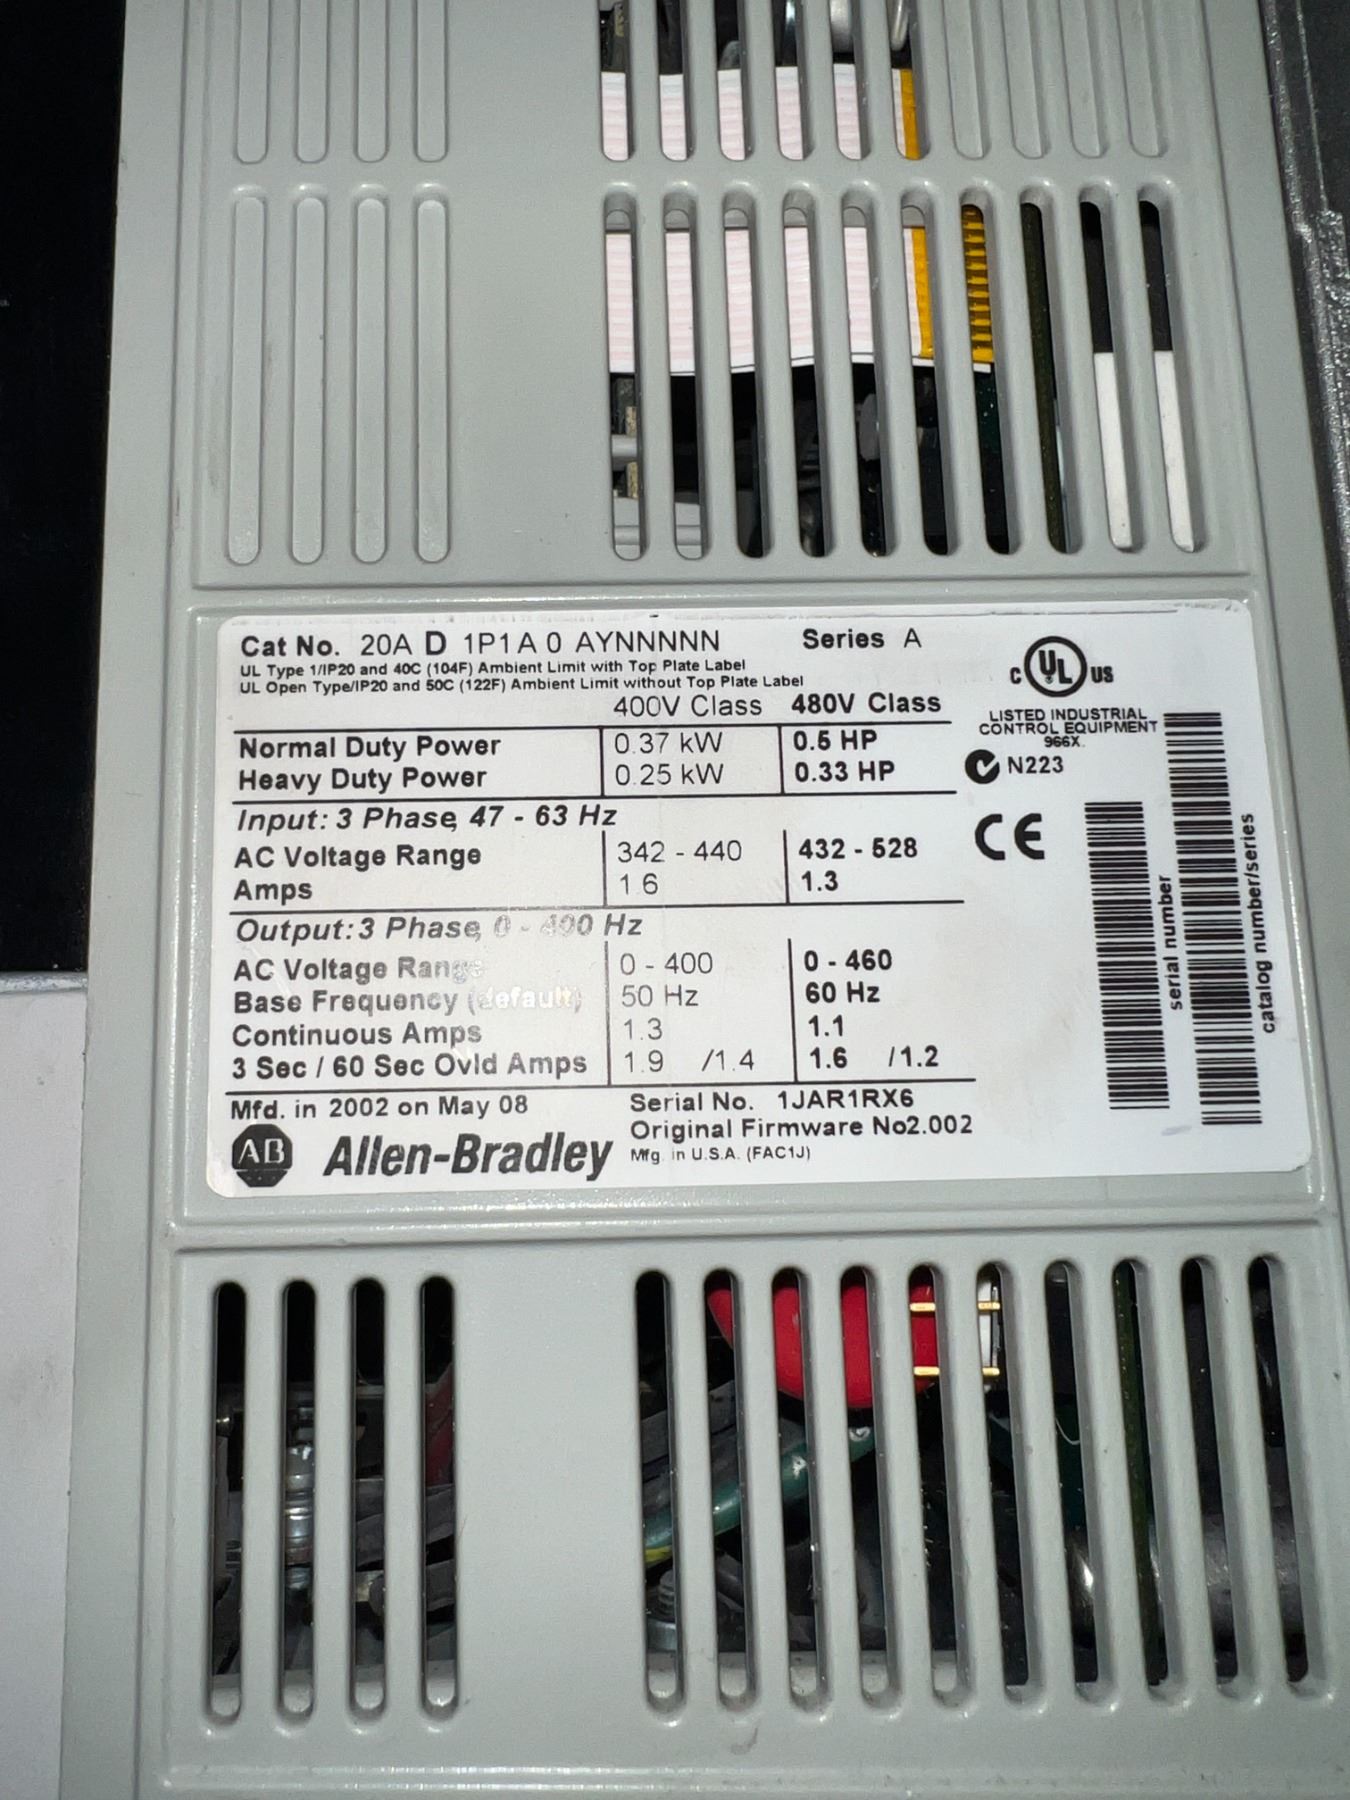 Cat No. 20A D 1P1A 0 AYNNNNN Series A
UL Type 1/IP20 and 40C (104F) Ambient Limit with Top Plate Label
UL Open Type/IP20 and 50C (122F) Ambient Limit without Top Plate Label
C UL US
LISTED INDUSTRIAL
CONTROL EQUIPMENT
966X
N223
CE
400V Class 480V Class
Normal Duty Power 0.37 kW 0.5 HP
Heavy Duty Power 0.25 kW 0.33 HP
Input: 3 Phase, 47 - 63 Hz
AC Voltage Range 342 - 440 432 - 528
Amps 1.6 1.3
Output: 3 Phase, 0 - 400 Hz
AC Voltage Range 0 - 400 0 - 460
Base Frequency (default) 50 Hz 60 Hz
Continuous Amps 1.3 1.1
3 Sec / 60 Sec Ovld Amps 1.9 /1.4 1.6 /1.2
Mfd. in 2002 on May 08 Serial No. 1JAR1RX6
Original Firmware No2.002
AB Allen-Bradley Mfg. in U.S.A. (FAC1J)
serial number
catalog number/series